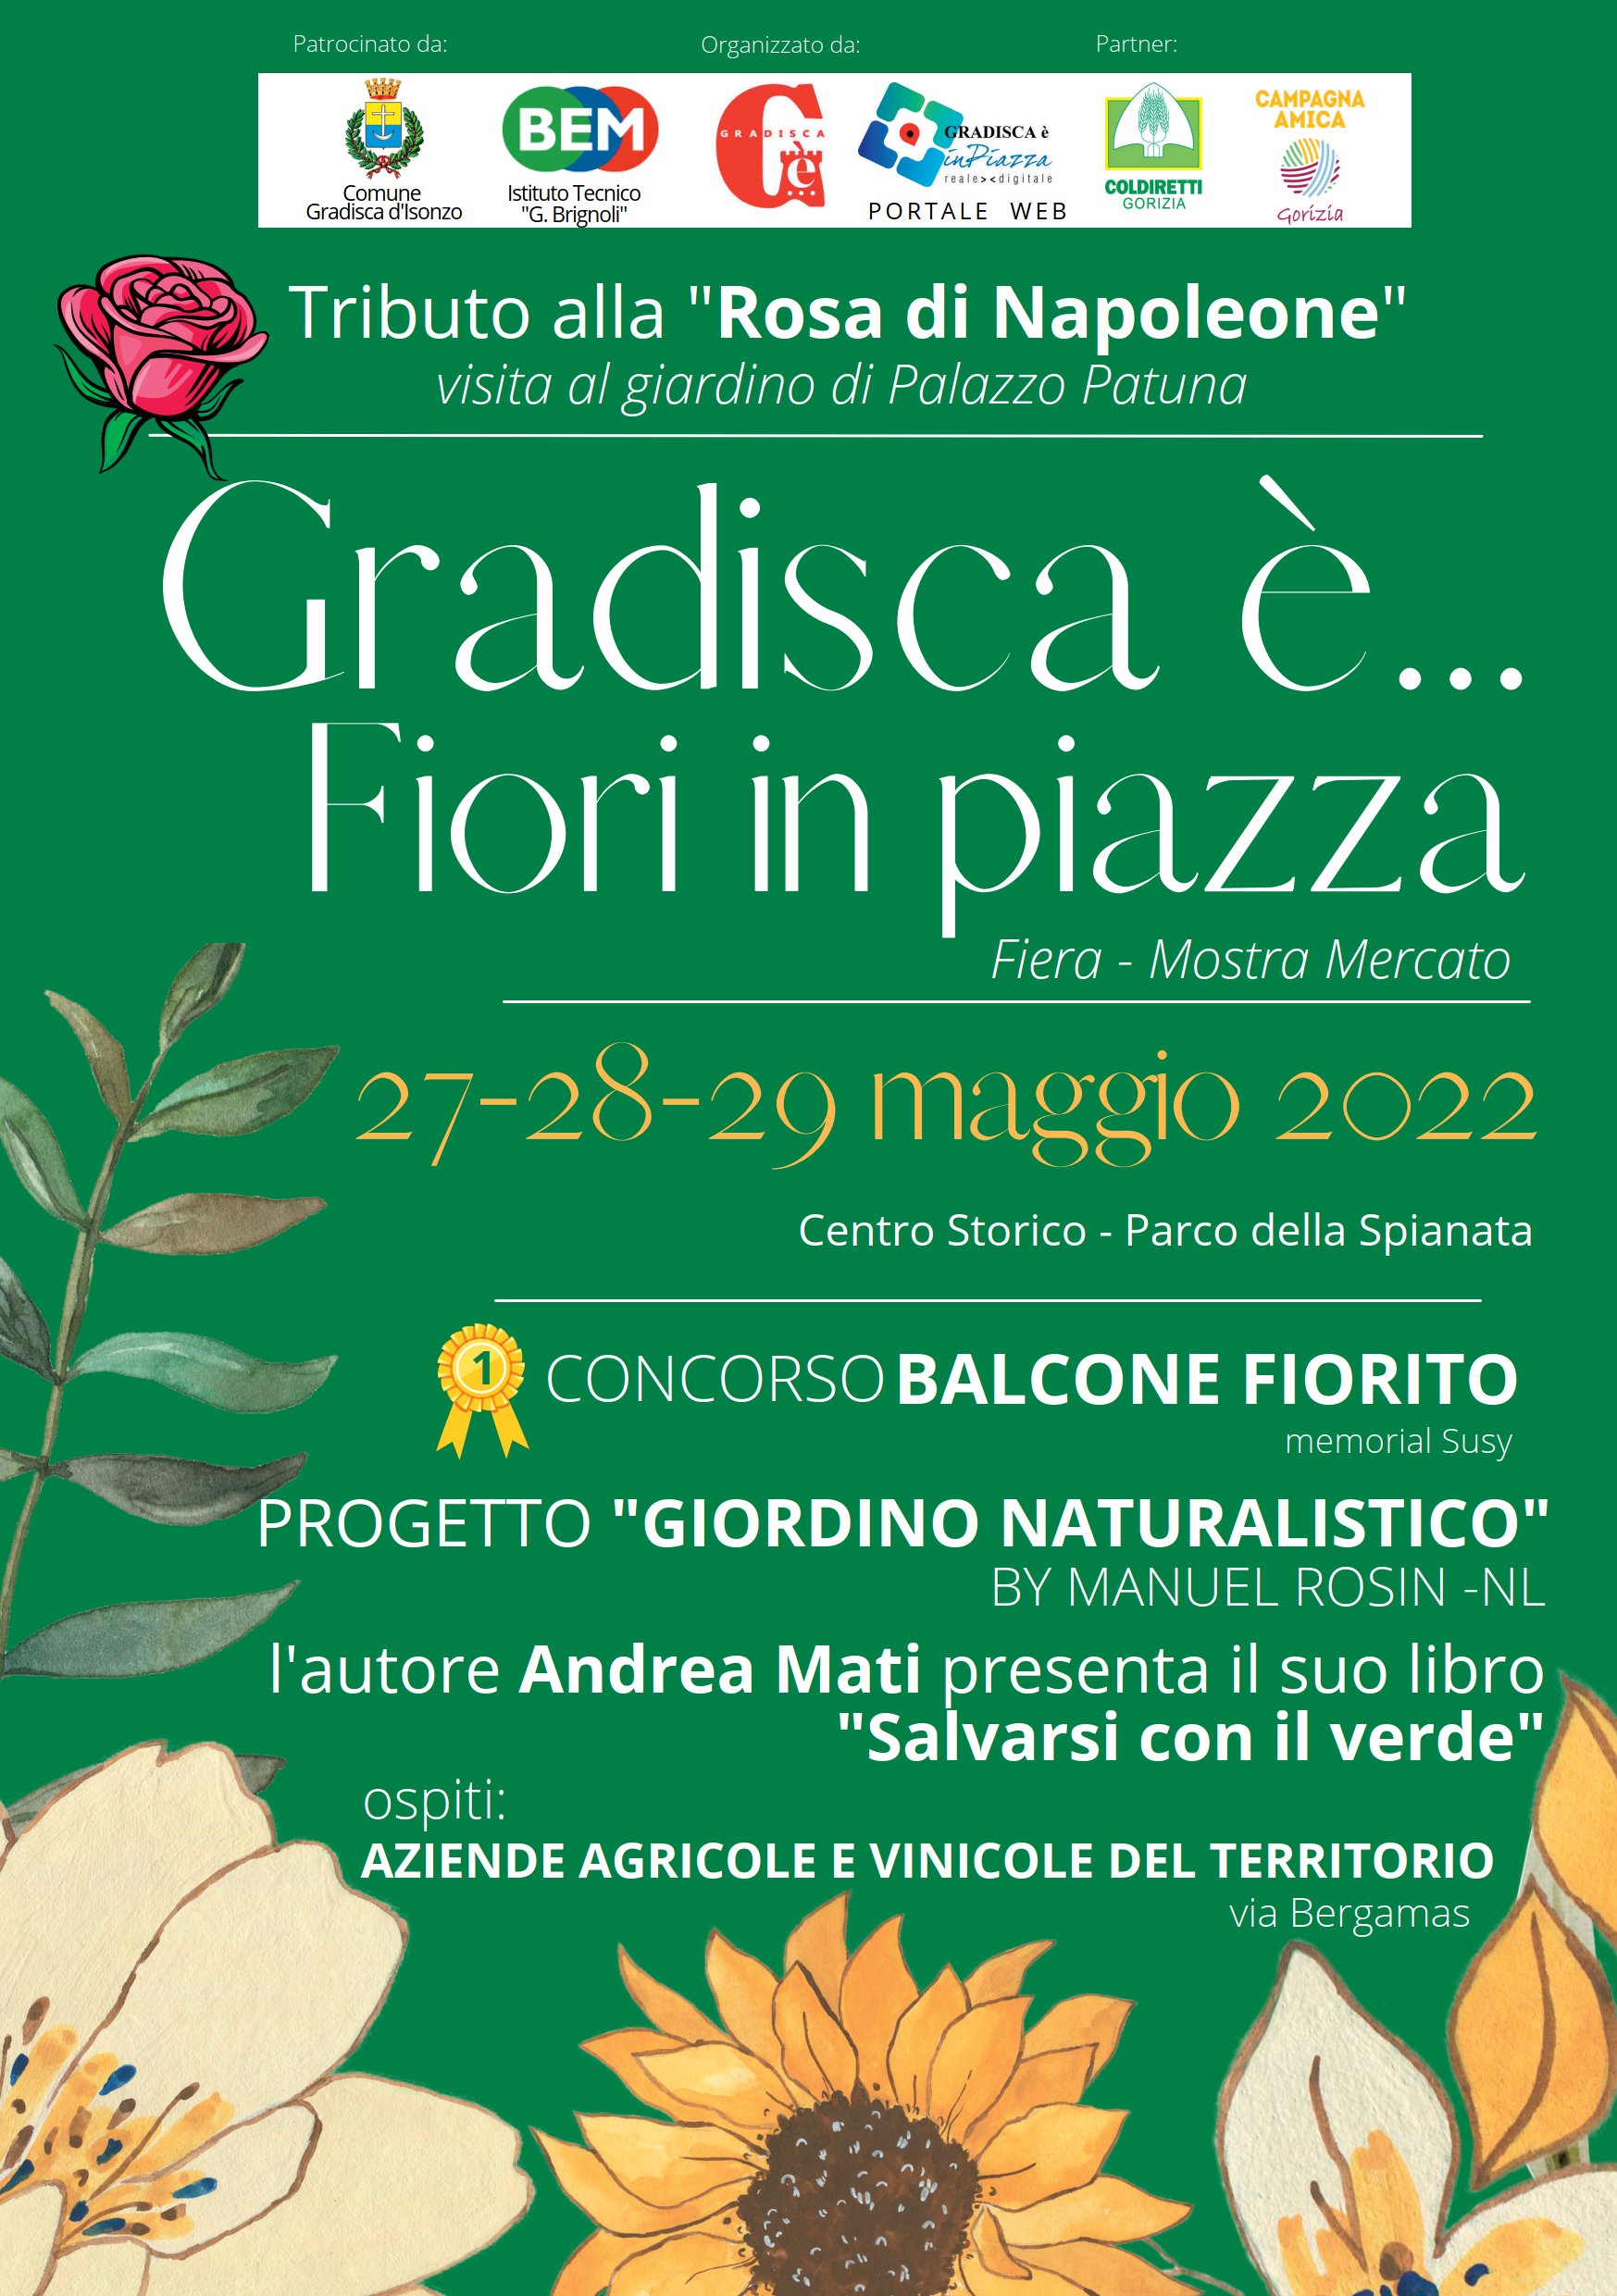 Patrocinato da:
Organizzato da:
Partner:
Comune
Gradisca d'Isonzo
BEM
Istituto Tecnico
"G. Brignoli"
GRADISCA
è...
GRADISCA è
inPiazza
reale><digitale
PORTALE WEB
COLDIRETTI
GORIZIA
CAMPAGNA
AMICA
Gorizia
Tributo alla "Rosa di Napoleone"
visita al giardino di Palazzo Patuna
Gradisca è...
Fiori in piazza
Fiera - Mostra Mercato
27-28-29 maggio 2022
Centro Storico - Parco della Spianata
1
CONCORSO BALCONE FIORITO
memorial Susy
PROGETTO "GIORDINO NATURALISTICO"
BY MANUEL ROSIN -NL
l'autore Andrea Mati presenta il suo libro
"Salvarsi con il verde"
ospiti:
AZIENDE AGRICOLE E VINICOLE DEL TERRITORIO
via Bergamas